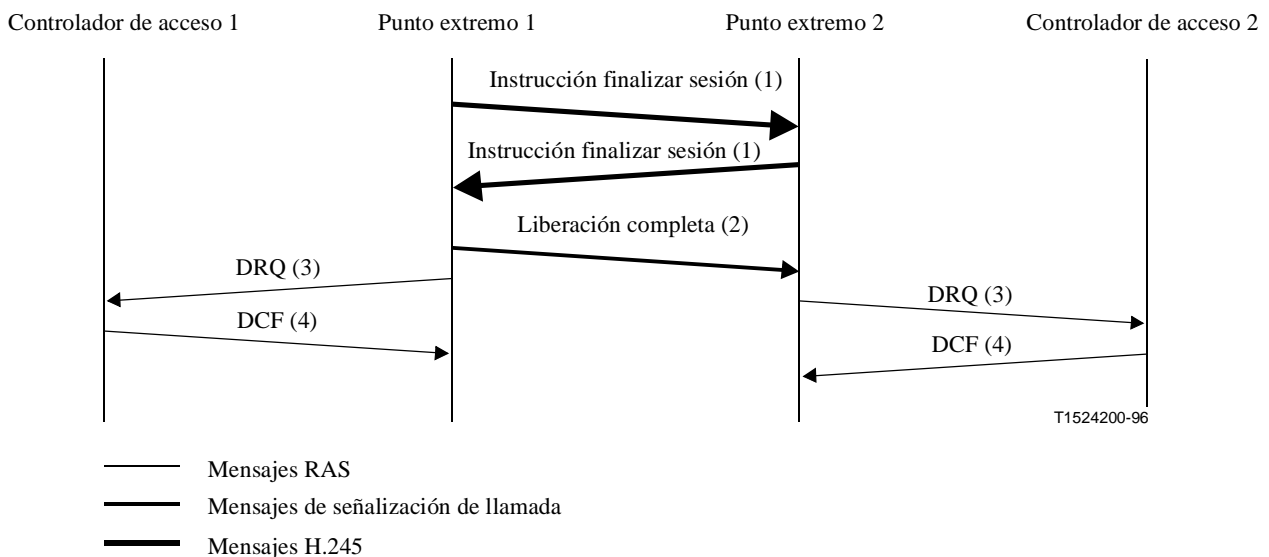 Controlador de acceso 1
Punto extremo 1
Punto extremo 2
Controlador de acceso 2
Instrucción finalizar sesión (1)
Instrucción finalizar sesión (1)
Liberación completa (2)
DRQ (3)
DRQ (3)
DCF (4)
DCF (4)
T1524200-96
Mensajes RAS
Mensajes de señalización de llamada
Mensajes H.245